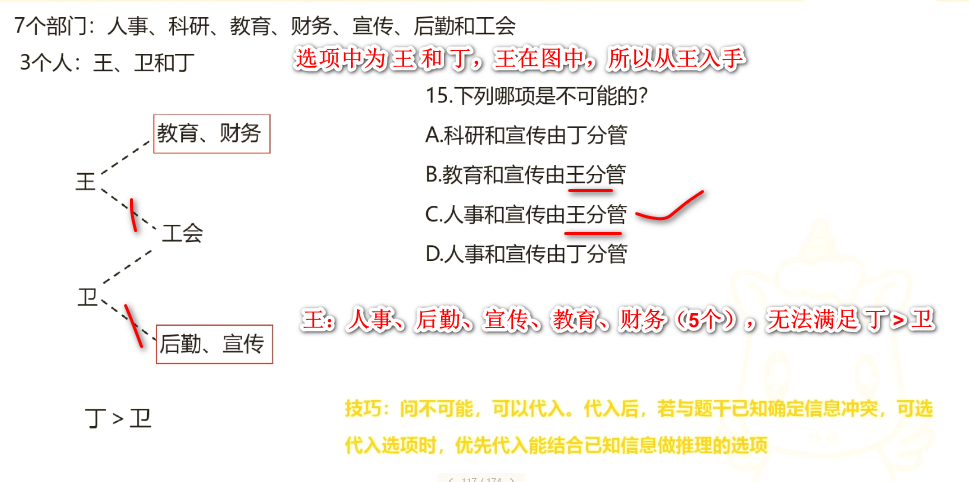 7个部门：人事、科研、教育、财务、宣传、后勤和工会
3个人：王、卫和丁
选项中为 王 和 丁，王在图中，所以从王入手
15.下列哪项是不可能的？
A.科研和宣传由丁分管
B.教育和宣传由王分管
C.人事和宣传由王分管
D.人事和宣传由丁分管
教育、财务
王
工会
卫
后勤、宣传
丁 > 卫
王：人事、后勤、宣传、教育、财务（5个），无法满足 丁 > 卫
技巧：问不可能，可以代入。代入后，若与题干已知确定信息冲突，可选
代入选项时，优先代入能结合已知信息做推理的选项
117 / 174